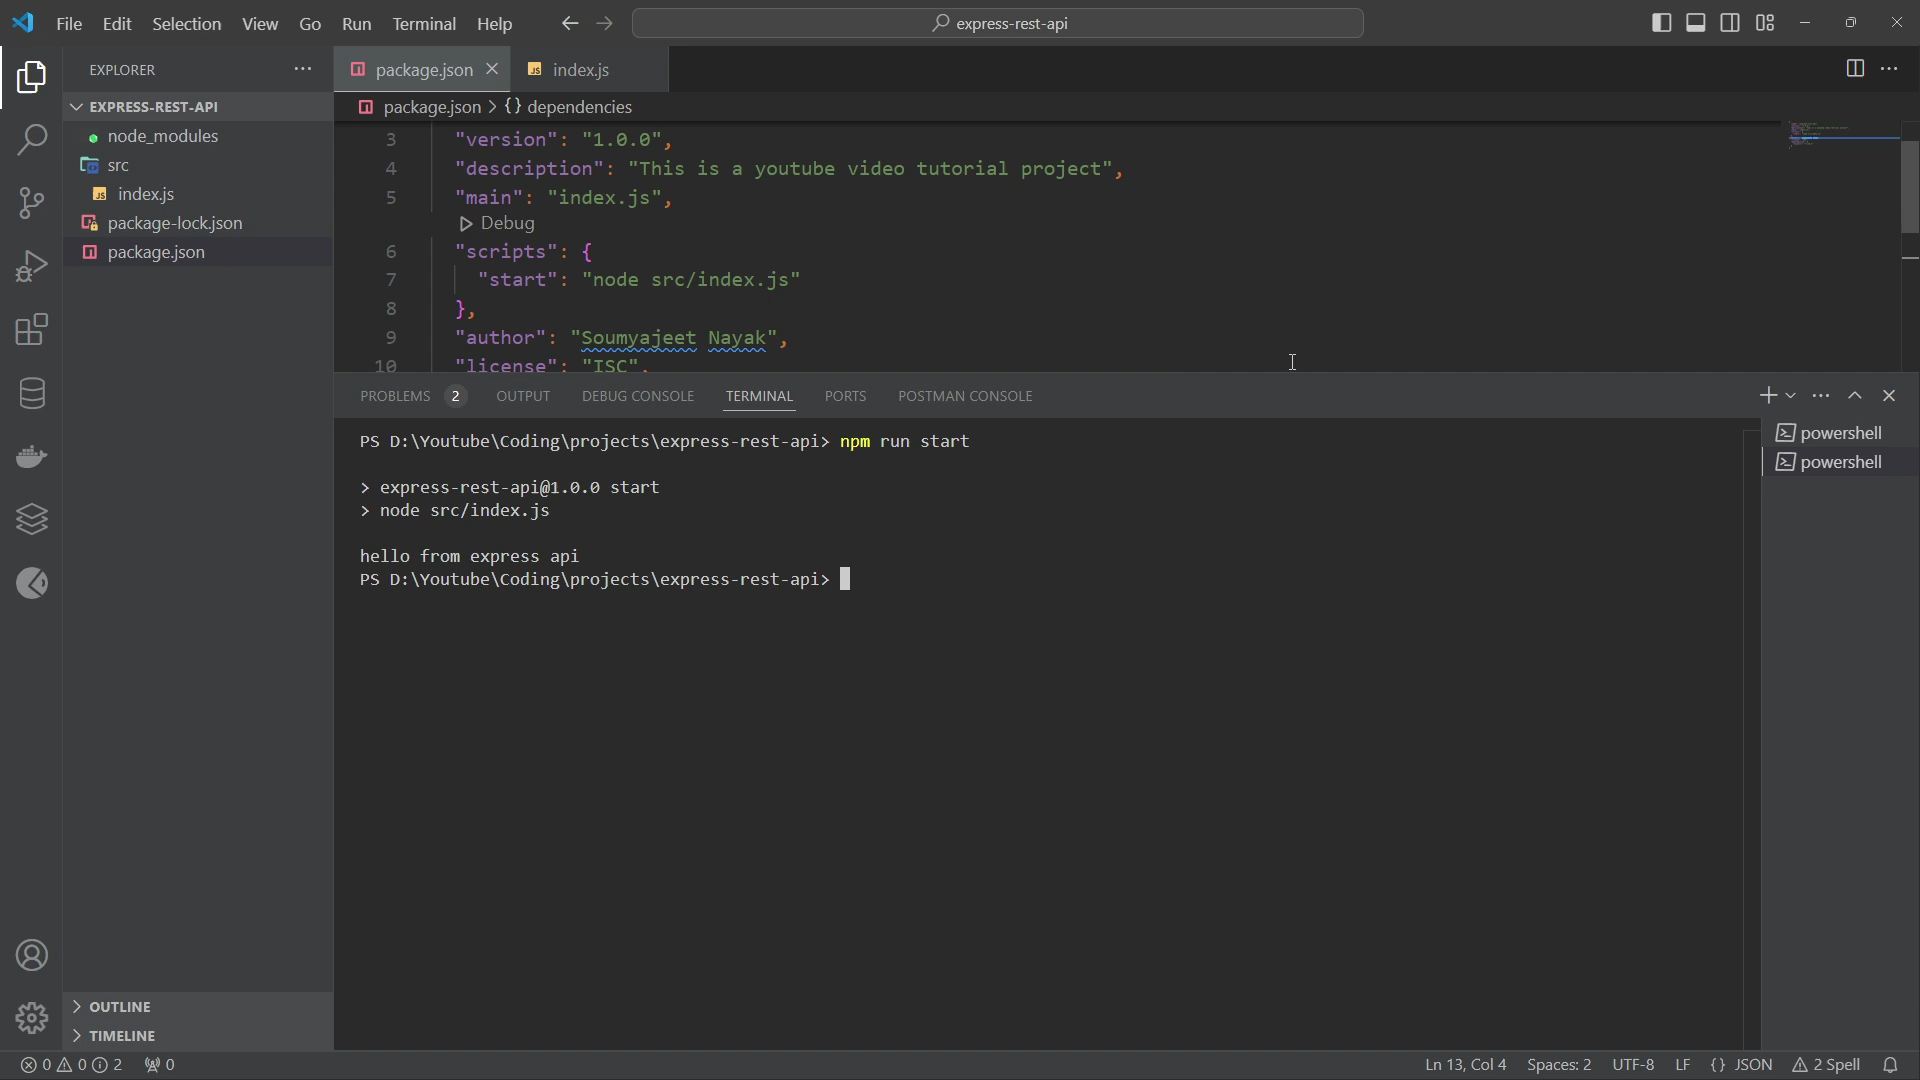 File Edit Selection View Go Run Terminal Help
express-rest-api
EXPLORER
EXPRESS-REST-API
node_modules
src
index.js
package-lock.json
package.json
package.json
index.js
package.json > {} dependencies
3 "version": "1.0.0",
4 "description": "This is a youtube video tutorial project",
5 "main": "index.js",
Debug
6 "scripts": {
7 "start": "node src/index.js"
8 },
9 "author": "Soumyajeet Nayak",
10 "license": "ISC",
PROBLEMS 2 OUTPUT DEBUG CONSOLE TERMINAL PORTS POSTMAN CONSOLE
PS D:\Youtube\Coding\projects\express-rest-api> npm run start
> express-rest-api@1.0.0 start
> node src/index.js
hello from express api
PS D:\Youtube\Coding\projects\express-rest-api>
powershell
powershell
OUTLINE
TIMELINE
0 0 2 0
Ln 13, Col 4 Spaces: 2 UTF-8 LF {} JSON 2 Spell